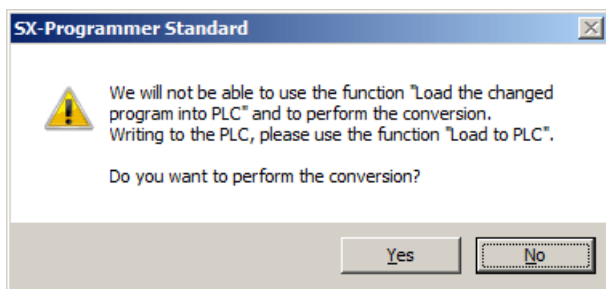 SX-Programmer Standard
We will not be able to use the function "Load the changed
program into PLC" and to perform the conversion.
Writing to the PLC, please use the function "Load to PLC".
Do you want to perform the conversion?
Yes No